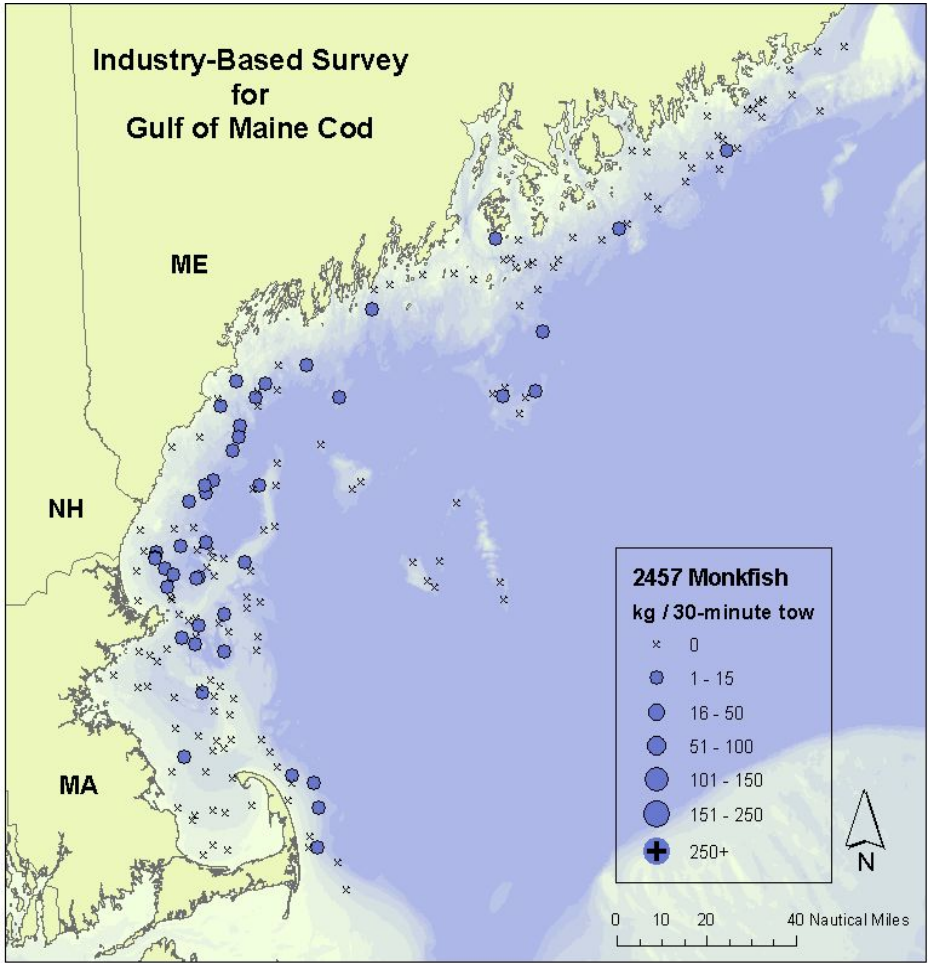 Industry-Based Survey
for
Gulf of Maine Cod
ME
NH
MA
2457 Monkfish
kg / 30-minute tow
0
1 - 15
16 - 50
51 - 100
101 - 150
151 - 250
250+
N
0 10 20 40 Nautical Miles